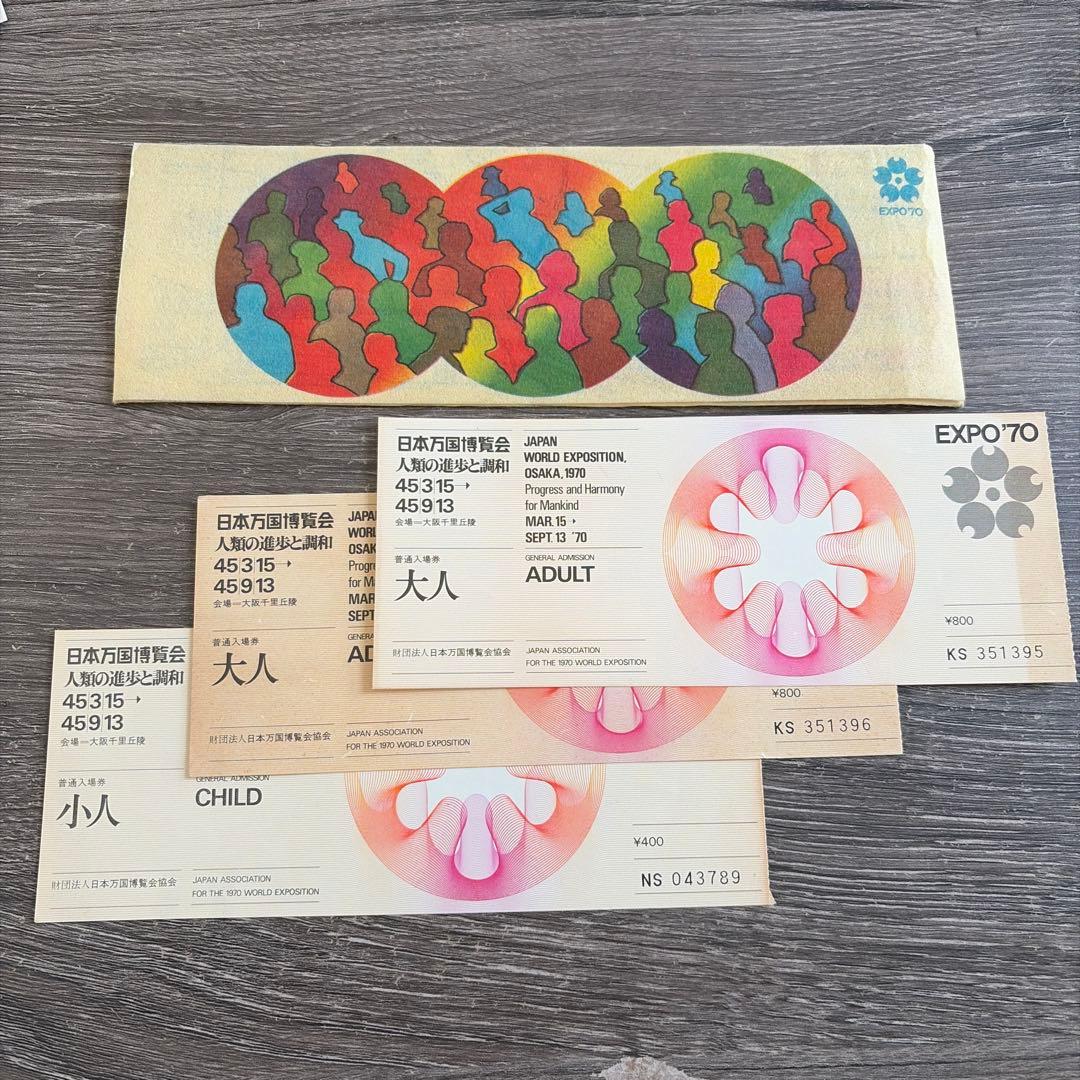 EXPO'70
日本万国博覧会
人類の進歩と調和
45|3|15→
45|9|13
会場=大阪千里丘陵
普通入場券
大人
財団法人日本万国博覧会協会
JAPAN
WORLD EXPOSITION,
OSAKA, 1970
Progress and Harmony
for Mankind
MAR. 15→
SEPT. 13 '70
GENERAL ADMISSION
ADULT
JAPAN ASSOCIATION
FOR THE 1970 WORLD EXPOSITION
EXPO'70
¥800
KS 351395
日本万国博覧会
人類の進歩と調和
45|3|15→
45|9|13
会場=大阪千里丘陵
普通入場券
大人
財団法人日本万国博覧会協会
JAPA
WORL
OSAK
Progre
for Ma
MAR
SEPT
GENERA
AD
JAPAN ASSOCIATION
FOR THE 1970 WORLD EXPOSITION
¥800
KS 351396
日本万国博覧会
人類の進歩と調和
45|3|15→
45|9|13
会場=大阪千里丘陵
普通入場券
小人
財団法人日本万国博覧会協会
GENERAL ADMISSION
CHILD
JAPAN ASSOCIATION
FOR THE 1970 WORLD EXPOSITION
¥400
NS 043789